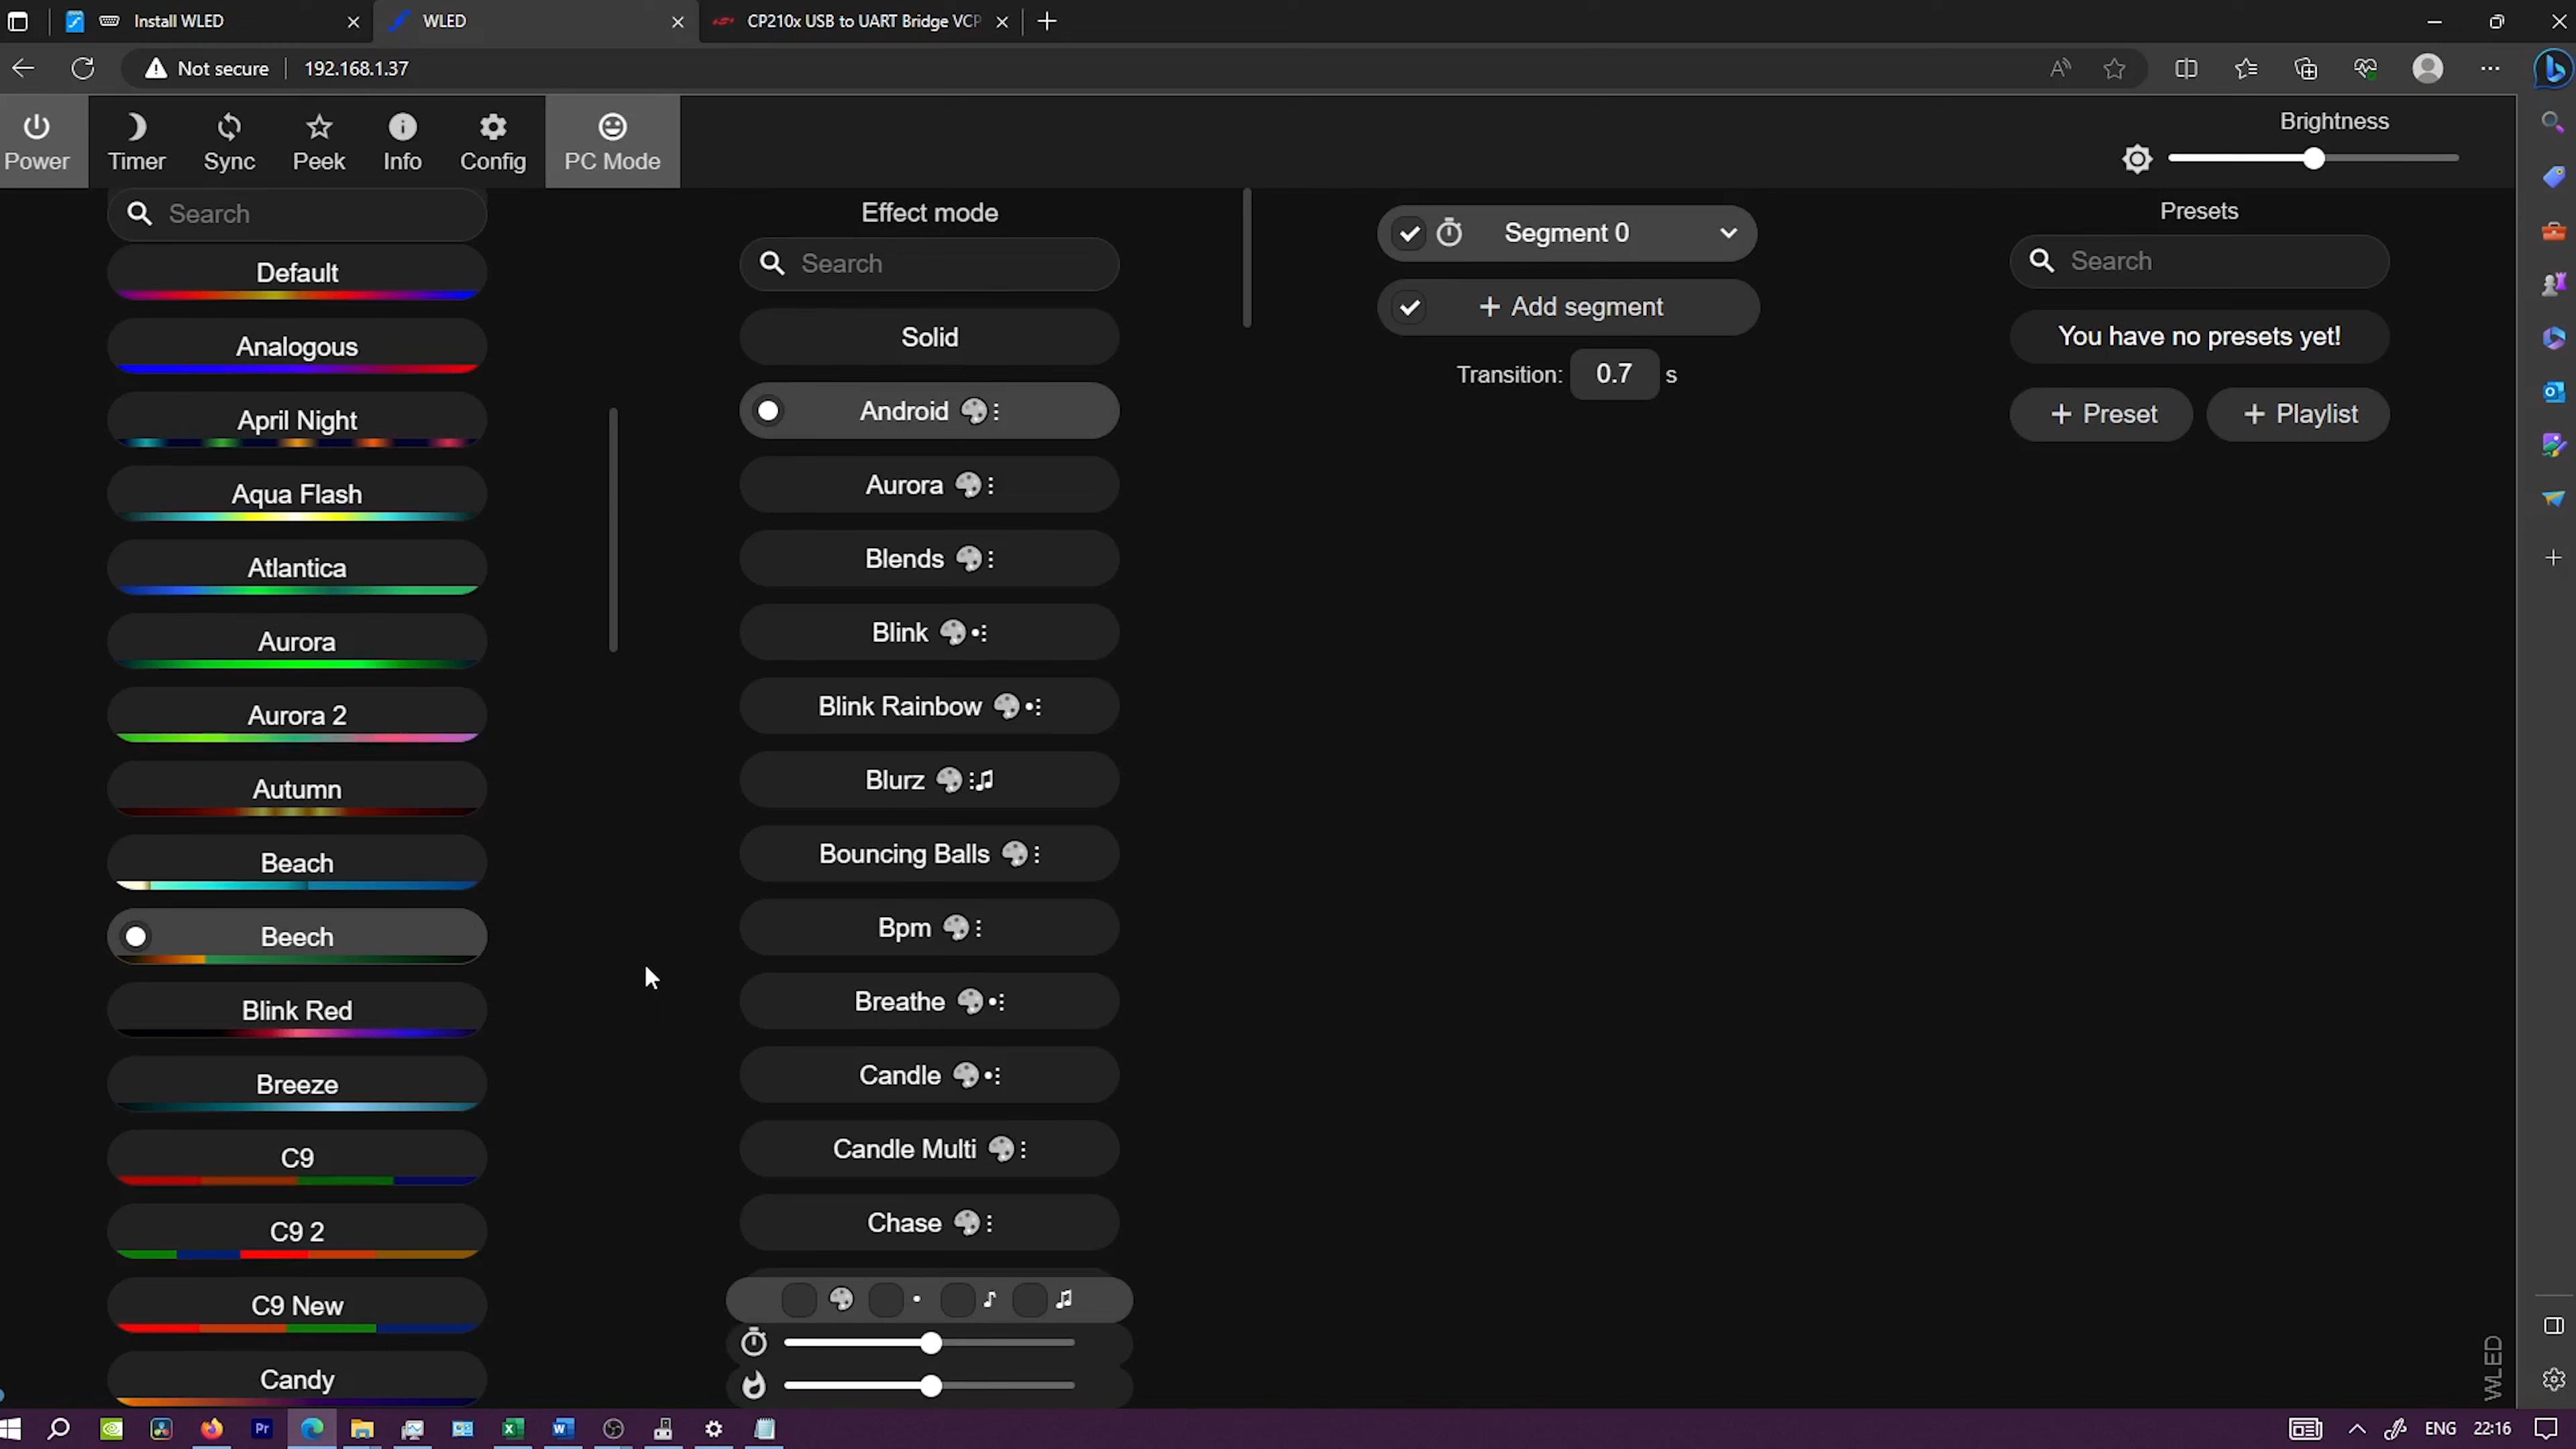 Install WLED
WLED
CP210x USB to UART Bridge VCP
Not secure
192.168.1.37
Power
Timer
Sync
Peek
Info
Config
PC Mode
Brightness
Search
Default
Analogous
April Night
Aqua Flash
Atlantica
Aurora
Aurora 2
Autumn
Beach
Beech
Blink Red
Breeze
C9
C9 2
C9 New
Candy
Effect mode
Search
Solid
Android
Aurora
Blends
Blink
Blink Rainbow
Blurz
Bouncing Balls
Bpm
Breathe
Candle
Candle Multi
Chase
Segment 0
+ Add segment
Transition: 0.7 s
Presets
Search
You have no presets yet!
+ Preset
+ Playlist
WLED
Pr
ENG
22:16